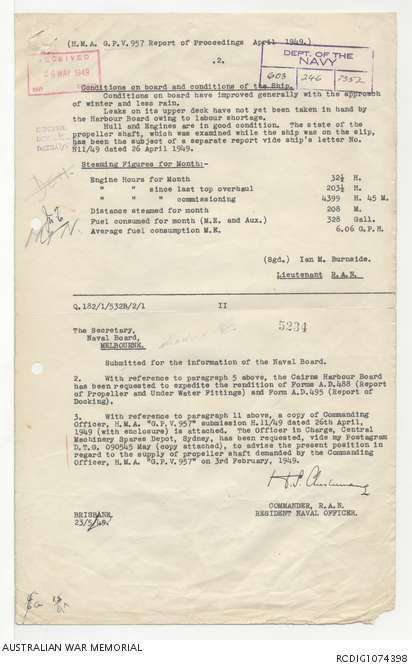 (H.M.A. G.P.V.957 Report of Proceedings April 1949.)
RECEIVED
26 MAY 1949
DEPT. OF THE
NAVY
603 246 7352
.2.
Conditions on board and conditions of the Ship.
Conditions on board have improved generally with the approach
of winter and less rain.
Leaks on its upper deck have not yet been taken in hand by
the Harbour Board owing to labour shortage.
Hull and Engines are in good condition. The state of the
propeller shaft, which was examined while the ship was on the slip,
has been the subject of a separate report vide ship's letter No.
N11/49 dated 26 April 1949.
Steaming Figures for Month:-
Engine Hours for Month 32½ H.
" " since last top overhaul 203½ H.
" " commissioning 4399 H. 45 M.
Distance steamed for month 208 M.
Fuel consumed for month (M.E. and Aux.) 328 Gall.
Average fuel consumption M.E. 6.06 G.P.H.
(Sgd.) Ian M. Burnside.
Lieutenant R.A.N.
Q.182/1/532B/2/1 II
5234
The Secretary,
Naval Board,
MELBOURNE.
Submitted for the information of the Naval Board.
2. With reference to paragraph 5 above, the Cairns Harbour Board
has been requested to expedite the rendition of Forms A.D.488 (Report
of Propeller and Under Water Fittings) and Form A.D.495 (Report of
Docking).
3. With reference to paragraph 11 above, a copy of Commanding
Officer, H.M.A. "G.P.V. 957" submission H.11/49 dated 26th April,
1949 (with enclosure) is attached. The Officer in Charge, Central
Machinery Spares Depot, Sydney, has been requested, vide my Postagram
D.T.G. 090545 May (copy attached), to advise the present position in
regard to the supply of propeller shaft demanded by the Commanding
Officer, H.M.A. "G.P.V. 957" on 3rd February, 1949.
COMMANDER, R.A.N.
RESIDENT NAVAL OFFICER.
BRISBANE,
23/5/49.
AUSTRALIAN WAR MEMORIAL
RCDIG1074398